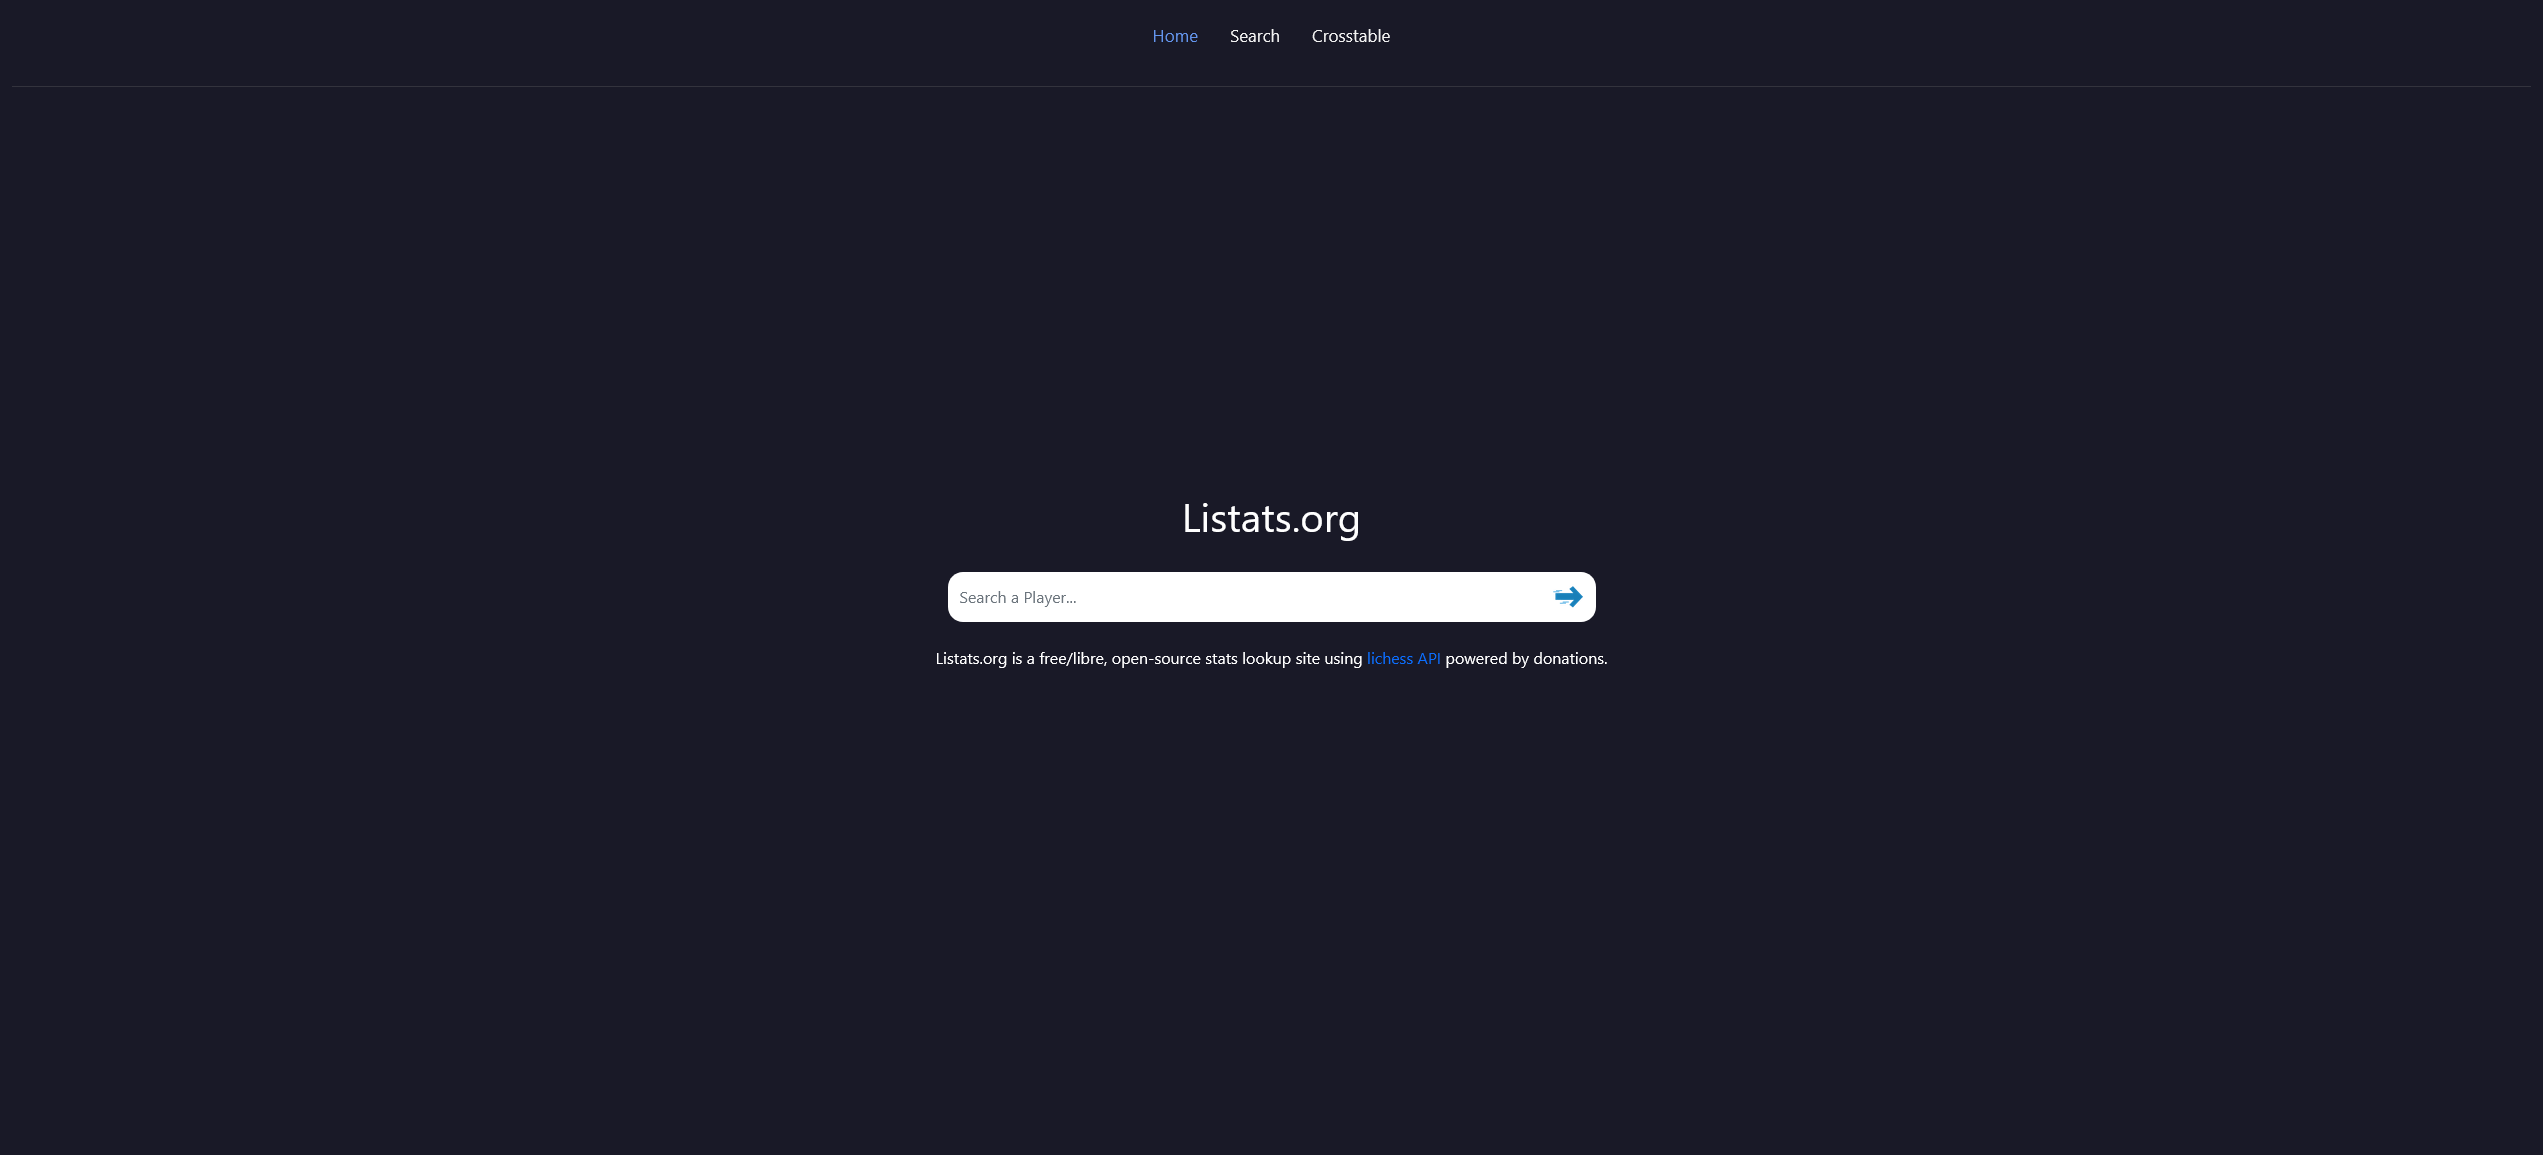 Home Search Crosstable
Listats.org
Search a Player...
Listats.org is a free/libre, open-source stats lookup site using lichess API powered by donations.